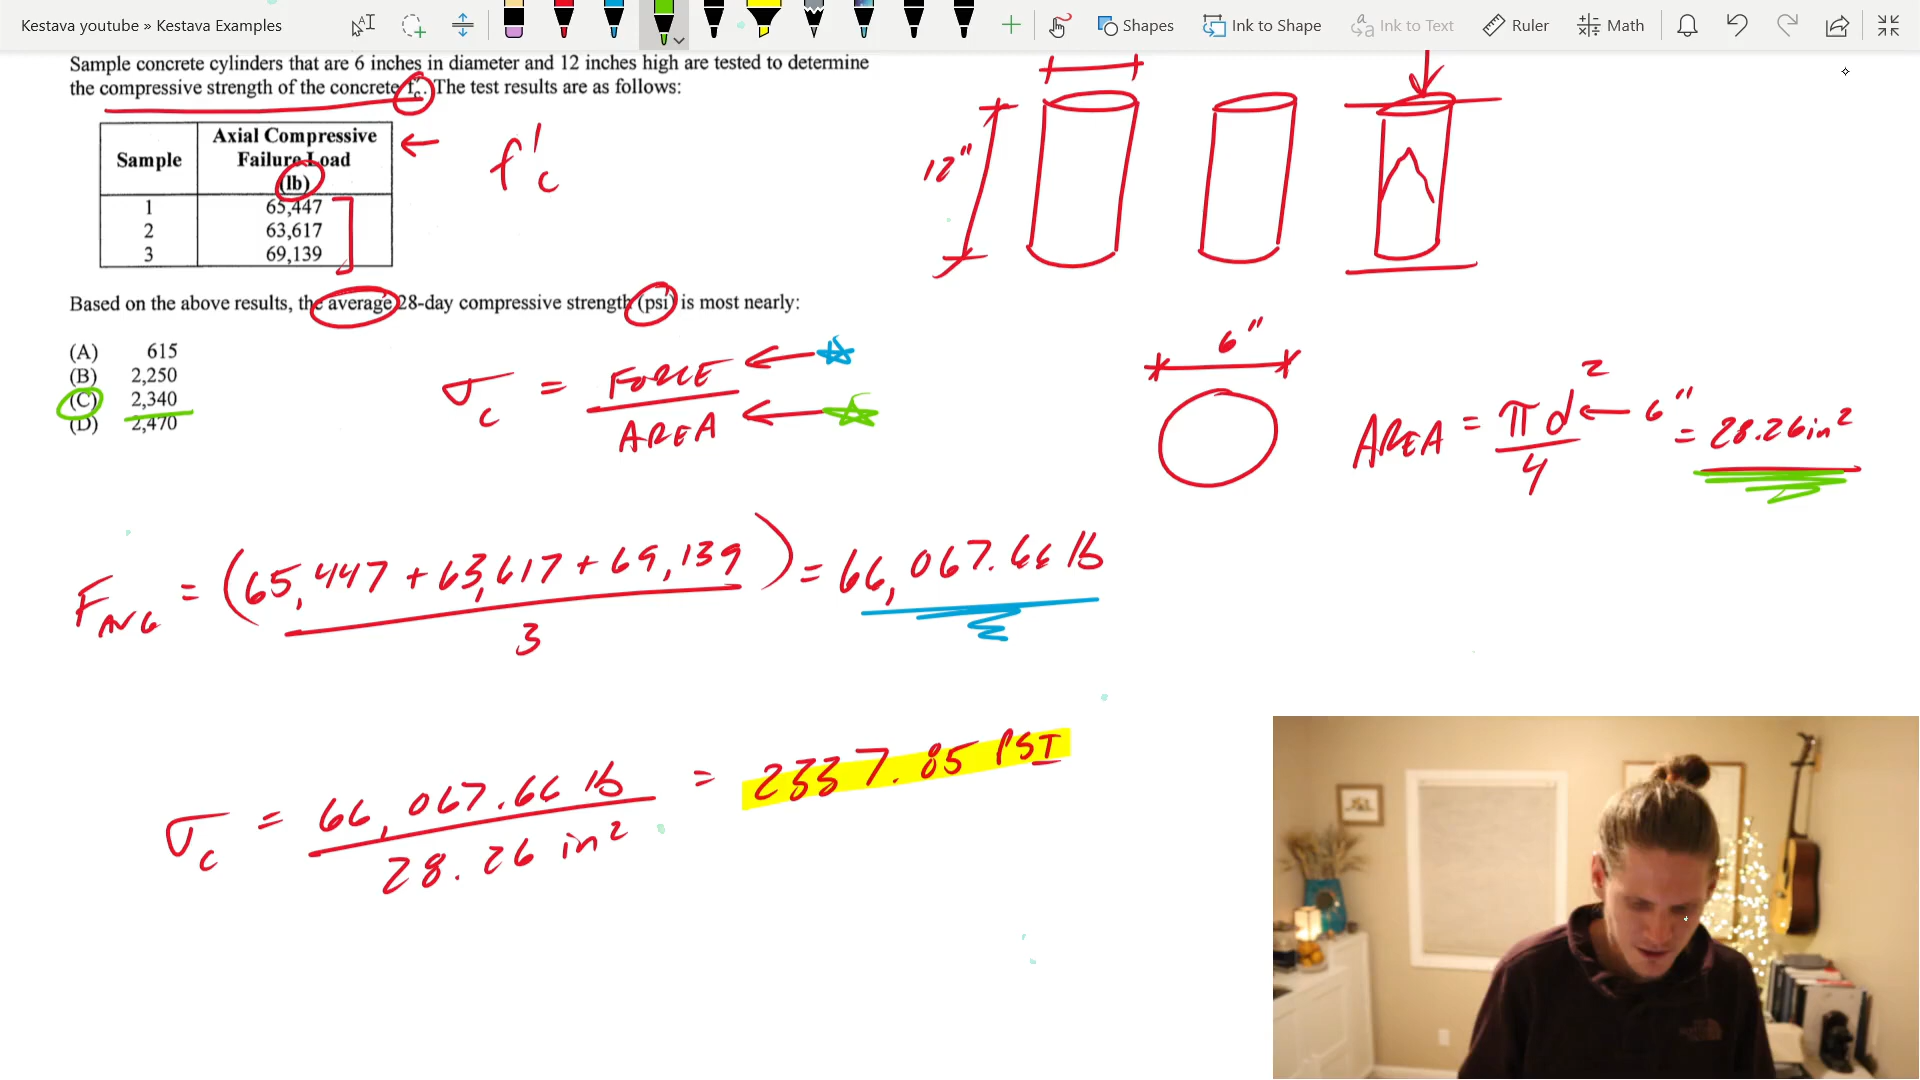 Kestava youtube » Kestava Examples
Shapes
Ink to Shape
Ink to Text
Ruler
Math
Sample concrete cylinders that are 6 inches in diameter and 12 inches high are tested to determine
the compressive strength of the concrete f'c. The test results are as follows:
Sample
Axial Compressive
Failure Load
(lb)
1 65,447
2 63,617
3 69,139
f'c
12"
Based on the above results, the average 28-day compressive strength (psi) is most nearly:
(A) 615
(B) 2,250
(C) 2,340
(D) 2,470
σc = FORCE
AREA
6"
AREA = πd² ← 6" = 28.26in²
4
FAVG = (65,447 + 63,617 + 69,139) = 66,067.66 lb
3
σc = 66,067.66 lb = 2337.85 PSI
28.26 in²